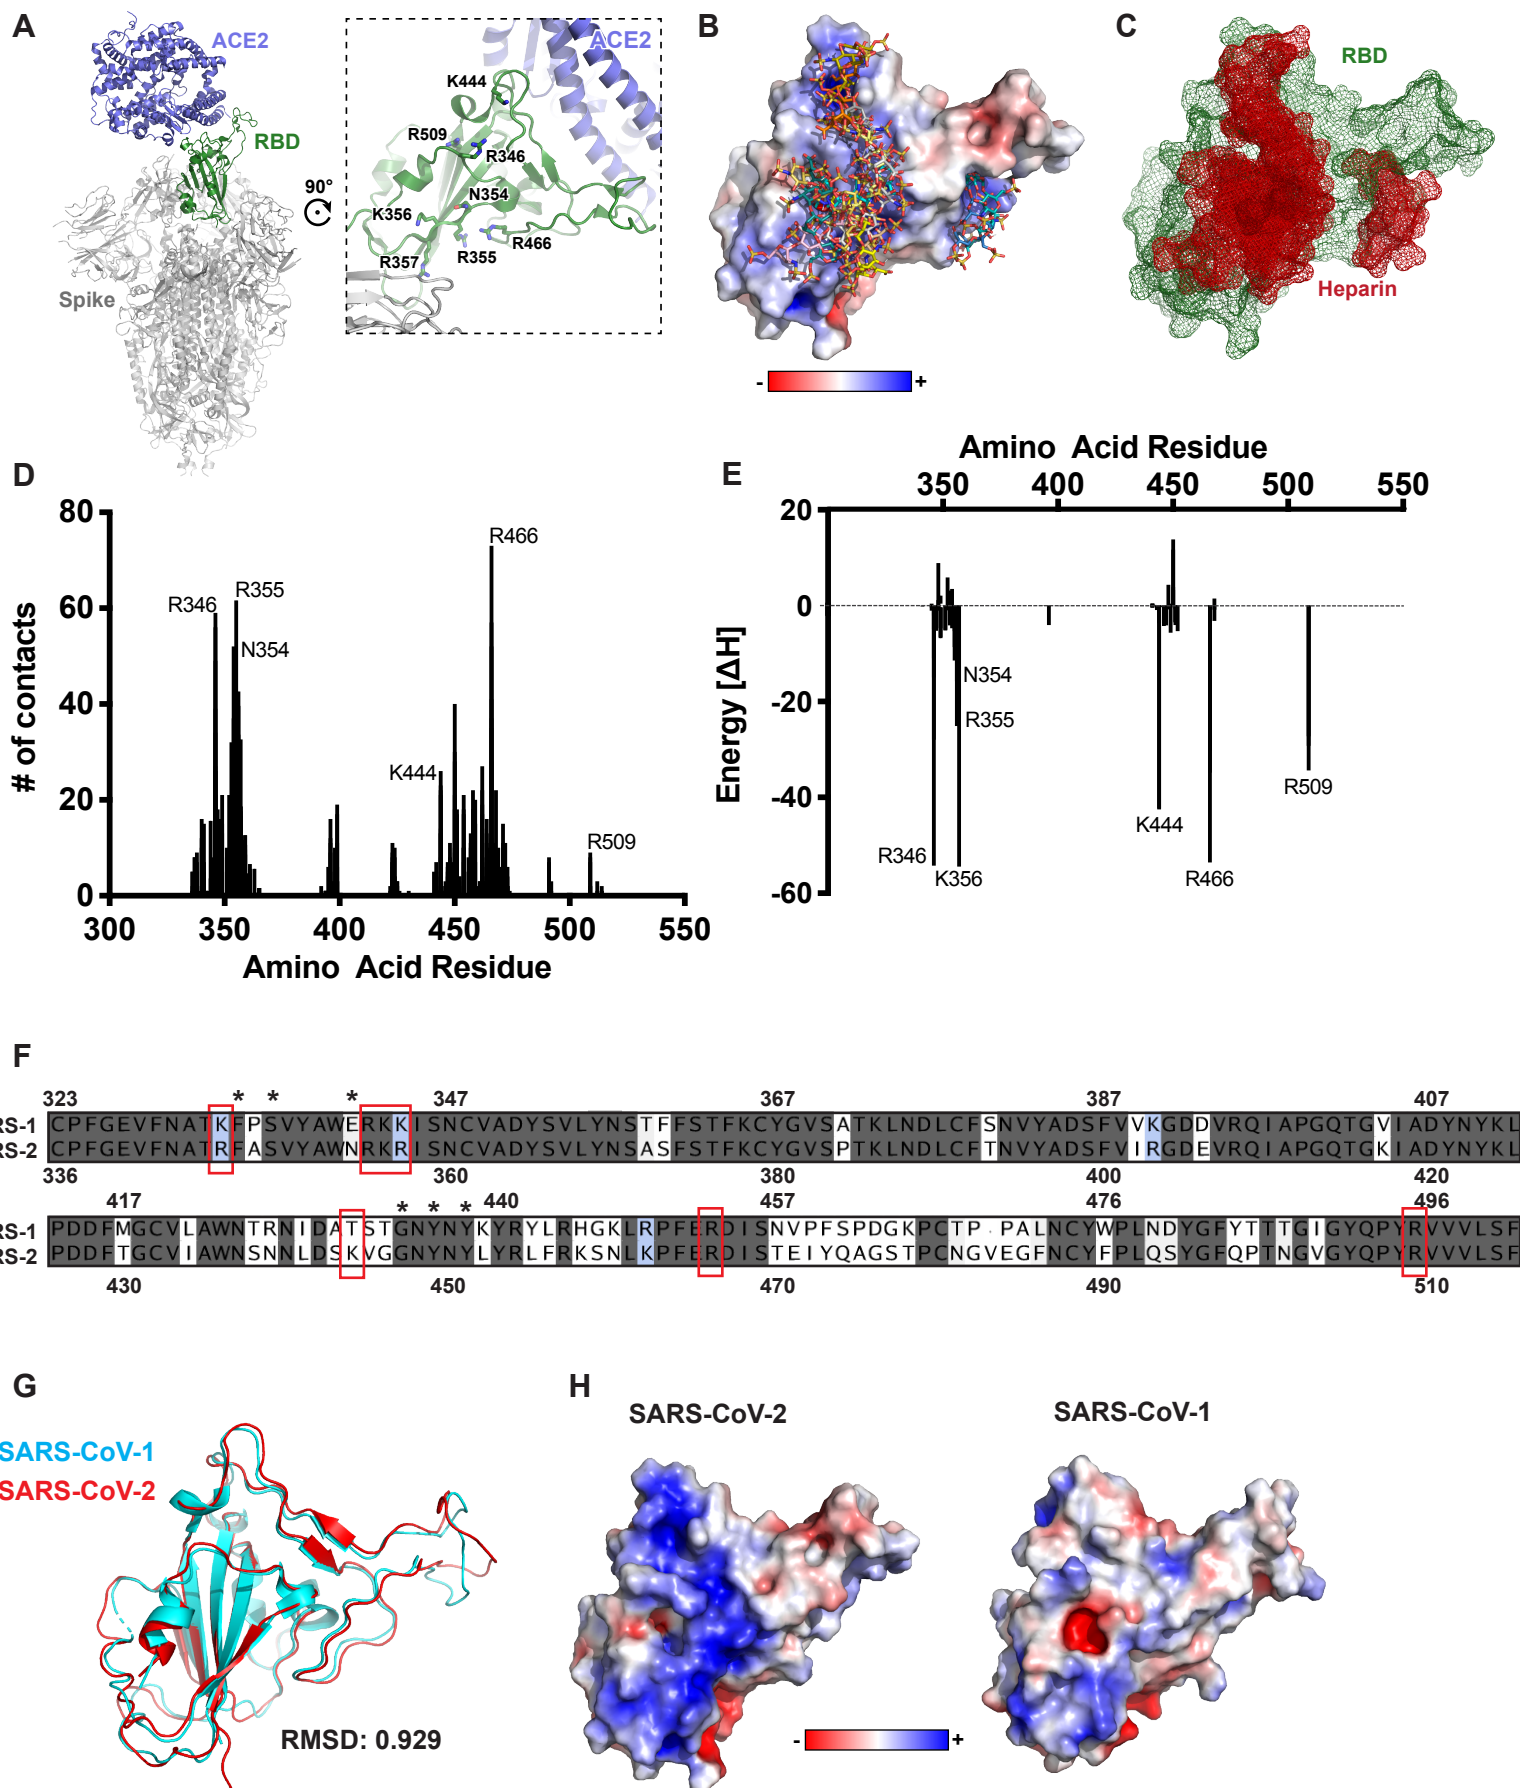 A
ACE2
RBD
Spike
90°
ACE2
K444
R509
R346
N354
K356
R466
R355
R357
B
- +
C
RBD
Heparin
D
80
60
40
20
0
300 350 400 450 500 550
# of contacts
Amino Acid Residue
R346
R355
N354
K444
R466
R509
E
Amino Acid Residue
350 400 450 500 550
20
0
-20
-40
-60
Energy [ΔH]
N354
R355
R346
K356
K444
R466
R509
F
323 * * * 347 367 387 407
RS-1 CPFGEVFNATKFPSVYAWERKKISNCVADYSVLYNSTFFSTFKCYGVSATKLNDLCFSNVYADSFVVKGDDVRQIAPGQTGVIADYNYKL
RS-2 CPFGEVFNATRFASVYAWNRKRISNCVADYSVLYNSASFSTFKCYGVSPTKLNDLCFTNVYADSFVIRGDEVRQIAPGQTGKIADYNYKL
336 360 380 400 420
417 * * * 440 457 476 496
RS-1 PDDFMGCVLAWNTRNIDATSTGNYNYKYRYLRHGKLRPFERDISNVPFSPDGKPCTP.PALNCYWPLNDYGFYTTTGIGYQPYRVVVLSF
RS-2 PDDFTGCVIAWNSNNLDSKVGGNYNYLYRLFRKSNLKPFERDISTEIYQAGSTPCNGVEGFNCYFPLQSYGFQPTNGVGYQPYRVVVLSF
430 450 470 490 510
G
SARS-CoV-1
SARS-CoV-2
RMSD: 0.929
H
SARS-CoV-2
SARS-CoV-1
- +